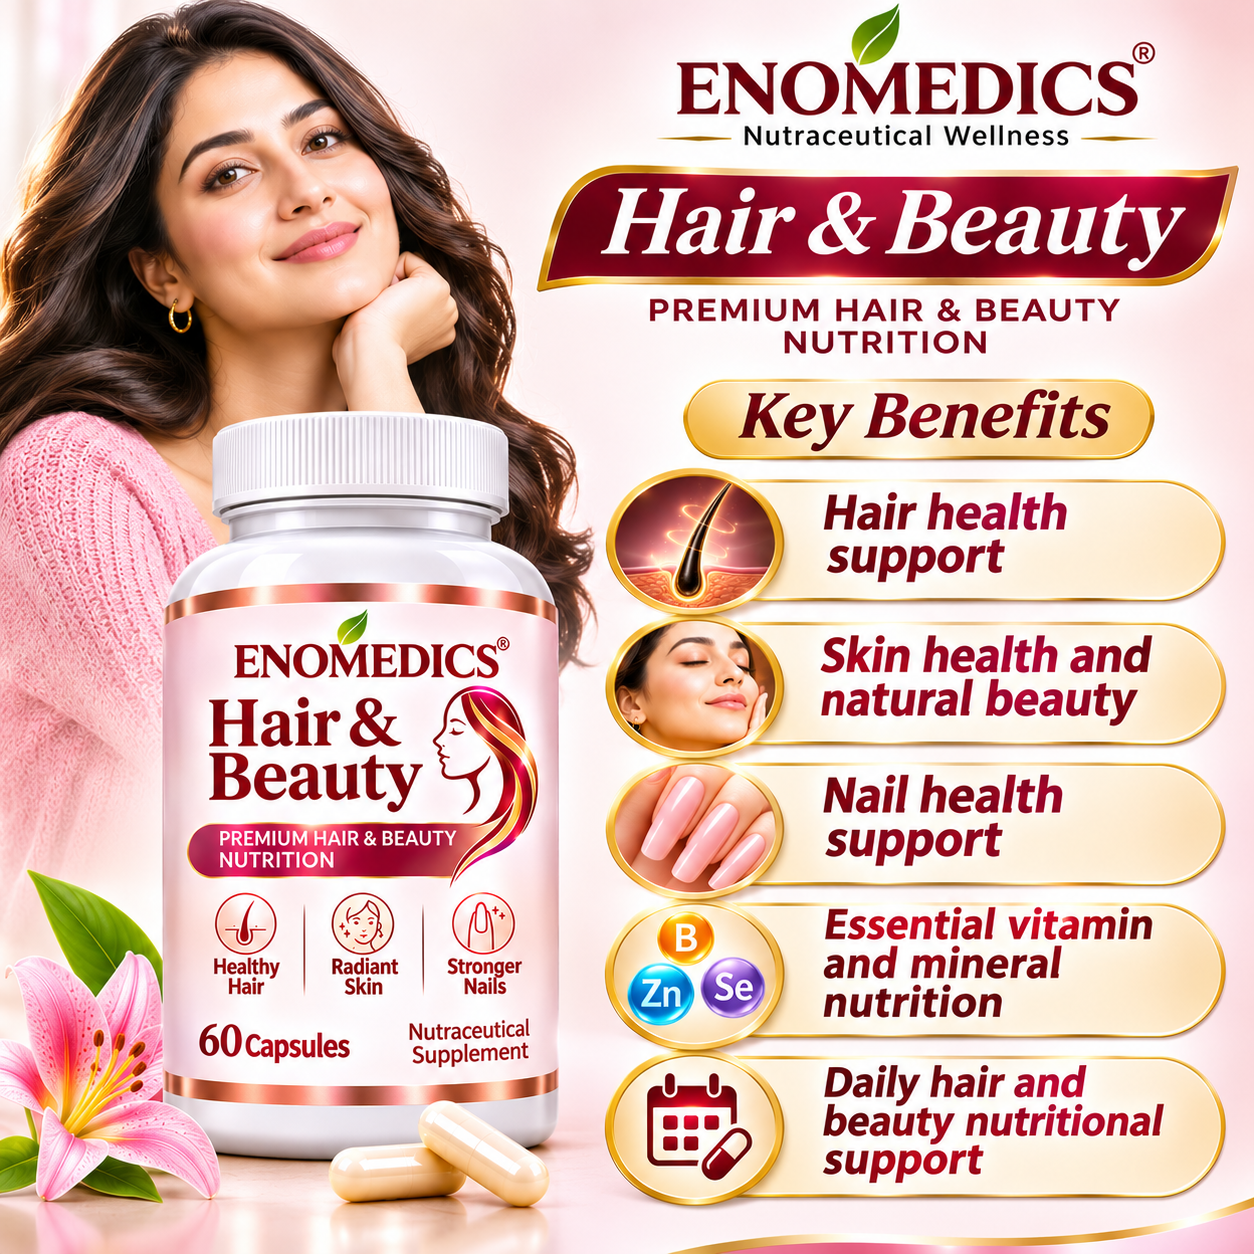 ENOMEDICS®
Nutraceutical Wellness
Hair & Beauty
PREMIUM HAIR & BEAUTY
NUTRITION
Key Benefits
Hair health
support
Skin health and
natural beauty
Nail health
support
B
Zn
Se
Essential vitamin
and mineral
nutrition
Daily hair and
beauty nutritional
support
ENOMEDICS®
Hair &
Beauty
PREMIUM HAIR & BEAUTY
NUTRITION
Healthy
Hair
Radiant
Skin
Stronger
Nails
60 Capsules
Nutraceutical
Supplement